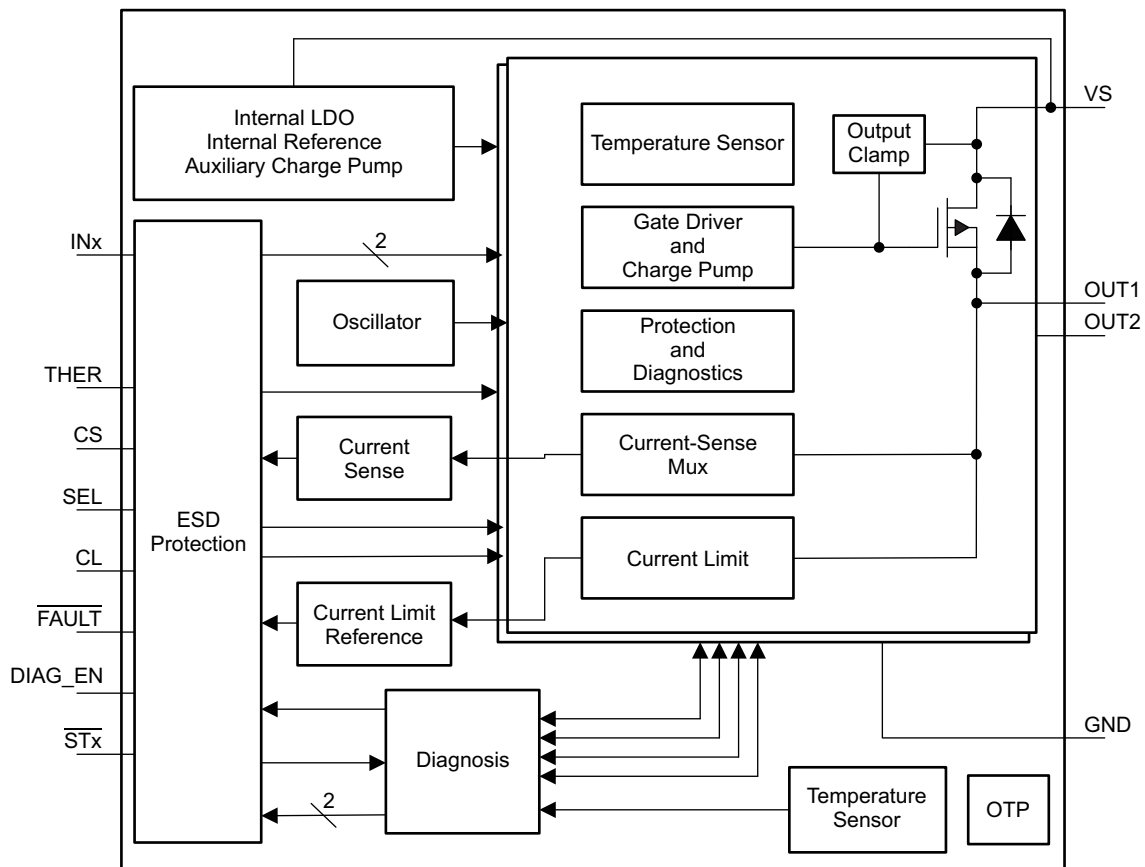 Internal LDO
Internal Reference
Auxiliary Charge Pump
Temperature Sensor
Output
Clamp
VS
INx
2
Gate Driver
and
Charge Pump
Oscillator
OUT1
OUT2
Protection
and
Diagnostics
THER
CS
Current
Sense
Current-Sense
Mux
SEL
ESD
Protection
CL
Current Limit
FAULT
Current Limit
Reference
DIAG_EN
GND
STx
Diagnosis
2
Temperature
Sensor
OTP